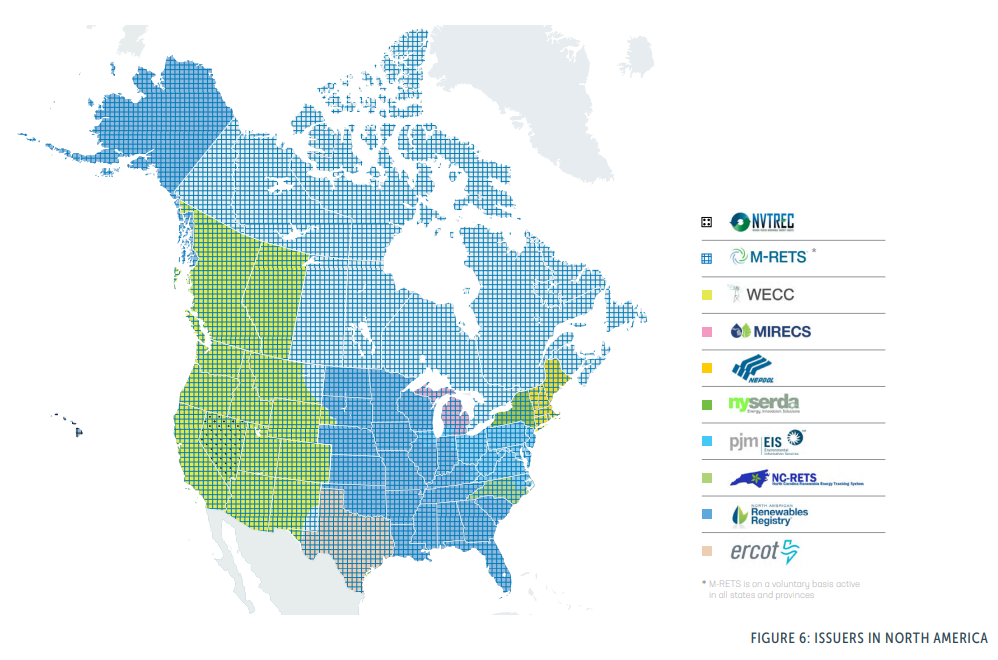 NVTREC
M-RETS *
WECC
MIRECS
NEPOOL
nyserda
Energy Innovation Solutions
pjm EIS
Environmental
Information Services
NC-RETS
North Carolina Renewable Energy Tracking System
NORTH AMERICAN
Renewables
Registry
ercot
* M-RETS is on a voluntary basis active
in all states and provinces
FIGURE 6: ISSUERS IN NORTH AMERICA